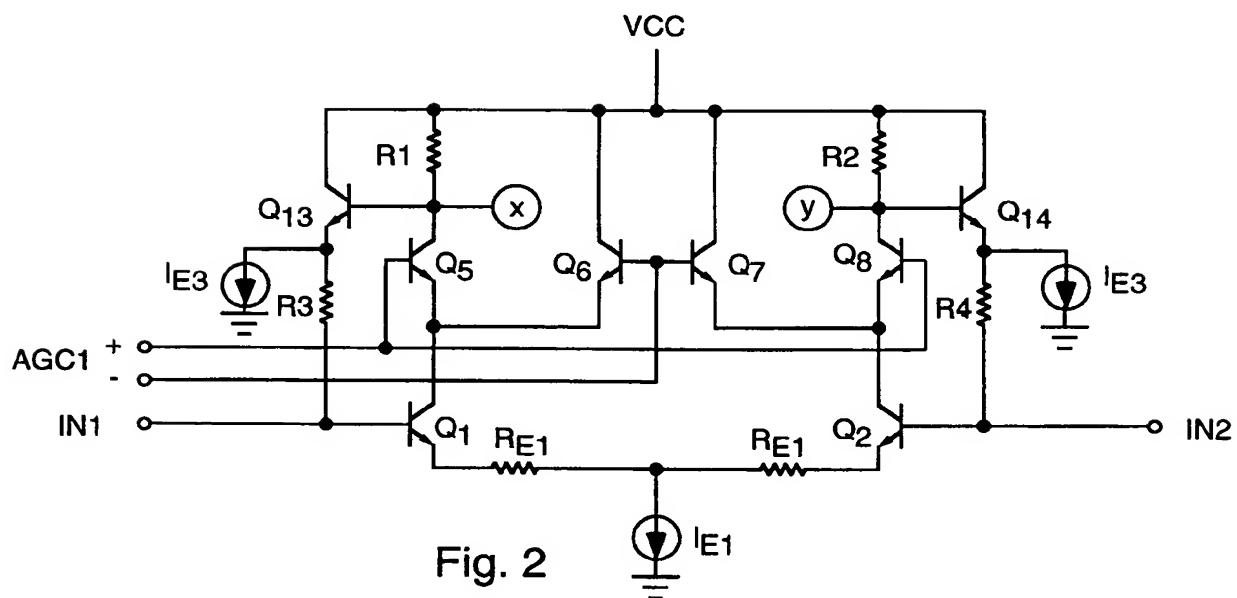 VCC
R1
R2
Q13
x
y
Q14
Q5
Q6
Q7
Q8
IE3
R3
R4
IE3
AGC1
+
-
IN1
Q1
RE1
RE1
Q2
IN2
IE1
Fig. 2